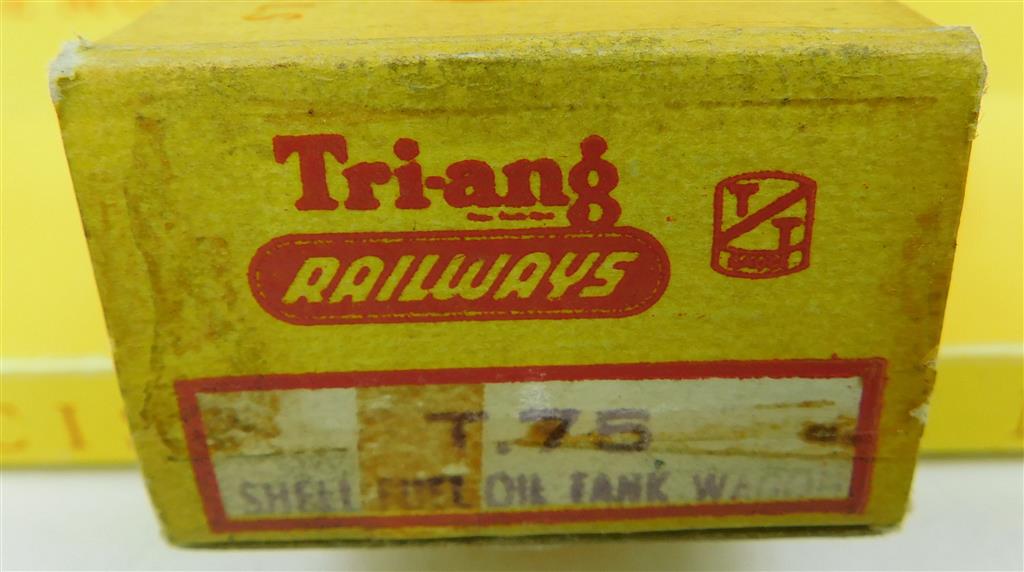 Tri-ang
RAILWAYS
T
T
T.75
SHELL FUEL OIL TANK WAGON